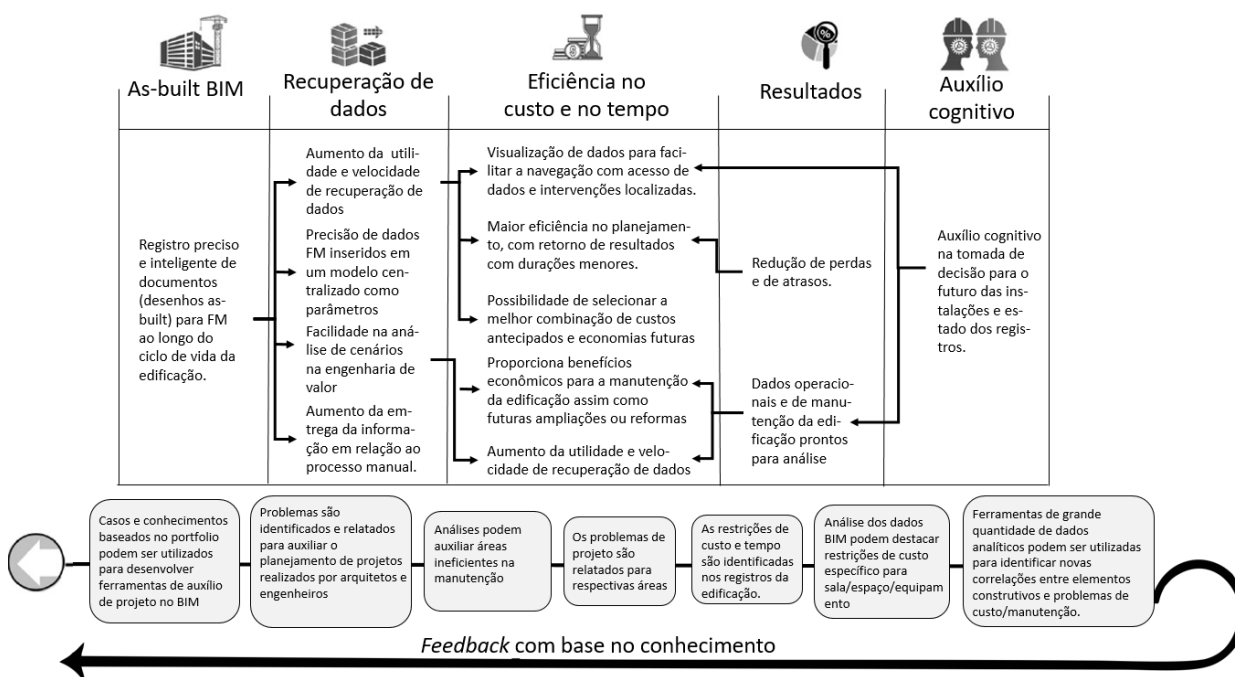 As-built BIM
Recuperação de
dados
Eficiência no
custo e no tempo
Resultados
Auxílio
cognitivo
Registro preciso
e inteligente de
documentos
(desenhos as-
built) para FM
ao longo do
ciclo de vida da
edificação.
Aumento da utili-
dade e velocidade
de recuperação de
dados
Precisão de dados
FM inseridos em
um modelo cen-
tralizado como
parâmetros
Facilidade na aná-
lise de cenários
na engenharia de
valor
Aumento da em-
trega da informa-
ção em relação ao
processo manual.
Visualização de dados para faci-
litar a navegação com acesso de
dados e intervenções localizadas.
Maior eficiência no planejamen-
to, com retorno de resultados
com durações menores.
Possibilidade de selecionar a
melhor combinação de custos
antecipados e economias futuras
Proporciona benefícios
econômicos para a manutenção
da edificação assim como
futuras ampliações ou reformas
Aumento da utilidade e velo-
cidade de recuperação de dados
Redução de perdas
e de atrasos.
Dados operacio-
nais e de manu-
tenção da edi-
ficação prontos
para análise
Auxílio cognitivo
na tomada de
decisão para o
futuro das ins-
talações e es-
tado dos regis-
tros.
Casos e conhecimentos
baseados no portfolio
podem ser utilizados
para desenvolver
ferramentas de auxílio
de projeto no BIM
Problemas são
identificados e relatados
para auxiliar o
planejamento de projetos
realizados por arquitetos e
engenheiros
Análises podem
auxiliar áreas
ineficientes na
manutenção
Os problemas de
projeto são
relatados para
respectivas áreas
As restrições de
custo e tempo
são identificadas
nos registros da
edificação.
Análise dos dados
BIM podem destacar
restrições de custo
específico para
sala/espaço/equipam
ento
Ferramentas de grande
quantidade de dados
analíticos podem ser utilizadas
para identificar novas
correlações entre elementos
construtivos e problemas de
custo/manutenção.
Feedback com base no conhecimento